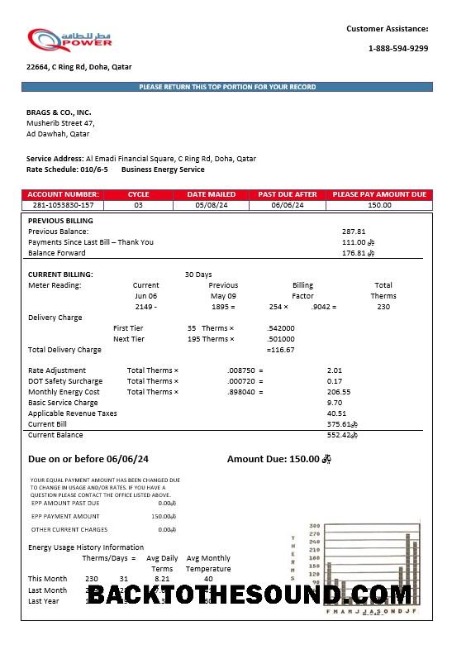 قطر للطاقة
Q POWER
Customer Assistance:
1-888-594-9299
22664, C Ring Rd, Doha, Qatar
PLEASE RETURN THIS TOP PORTION FOR YOUR RECORD
BRAGS & CO., INC.
Musherib Street 47,
Ad Dawhah, Qatar
Service Address: Al Emadi Financial Square, C Ring Rd, Doha, Qatar
Rate Schedule: 010/6-5 Business Energy Service
ACCOUNT NUMBER: CYCLE DATE MAILED PAST DUE AFTER PLEASE PAY AMOUNT DUE
281-1053830-157 03 05/08/24 06/06/24 150.00
PREVIOUS BILLING
Previous Balance: 287.81
Payments Since Last Bill – Thank You 111.00
Balance Forward 176.81
CURRENT BILLING: 30 Days
Meter Reading: Current Previous Billing Total
Jun 06 May 09 Factor Therms
2149 - 1895 = 254 × .9042 = 230
Delivery Charge
First Tier 35 Therms × .542000
Next Tier 195 Therms × .501000
Total Delivery Charge =116.67
Rate Adjustment Total Therms × .008750 = 2.01
DOT Safety Surcharge Total Therms × .000720 = 0.17
Monthly Energy Cost Total Therms × .898040 = 206.55
Basic Service Charge 9.70
Applicable Revenue Taxes 40.51
Current Bill 375.61
Current Balance 552.42
Due on or before 06/06/24 Amount Due: 150.00
YOUR EQUAL PAYMENT AMOUNT HAS BEEN CHANGED DUE
TO CHANGE IN USAGE AND/OR RATES. IF YOU HAVE A
QUESTION PLEASE CONTACT THE OFFICE LISTED ABOVE.
EPP AMOUNT PAST DUE 0.00
EPP PAYMENT AMOUNT 150.00
OTHER CURRENT CHARGES 0.00
Energy Usage History Information
Therms/Days = Avg Daily Avg Monthly
Terms Temperature
This Month 230 31 8.21 40
Last Month
Last Year
BACKTOTHESOUND.COM
THERMS
300
270
240
210
180
150
120
90
F M A M J J A S O N D J F